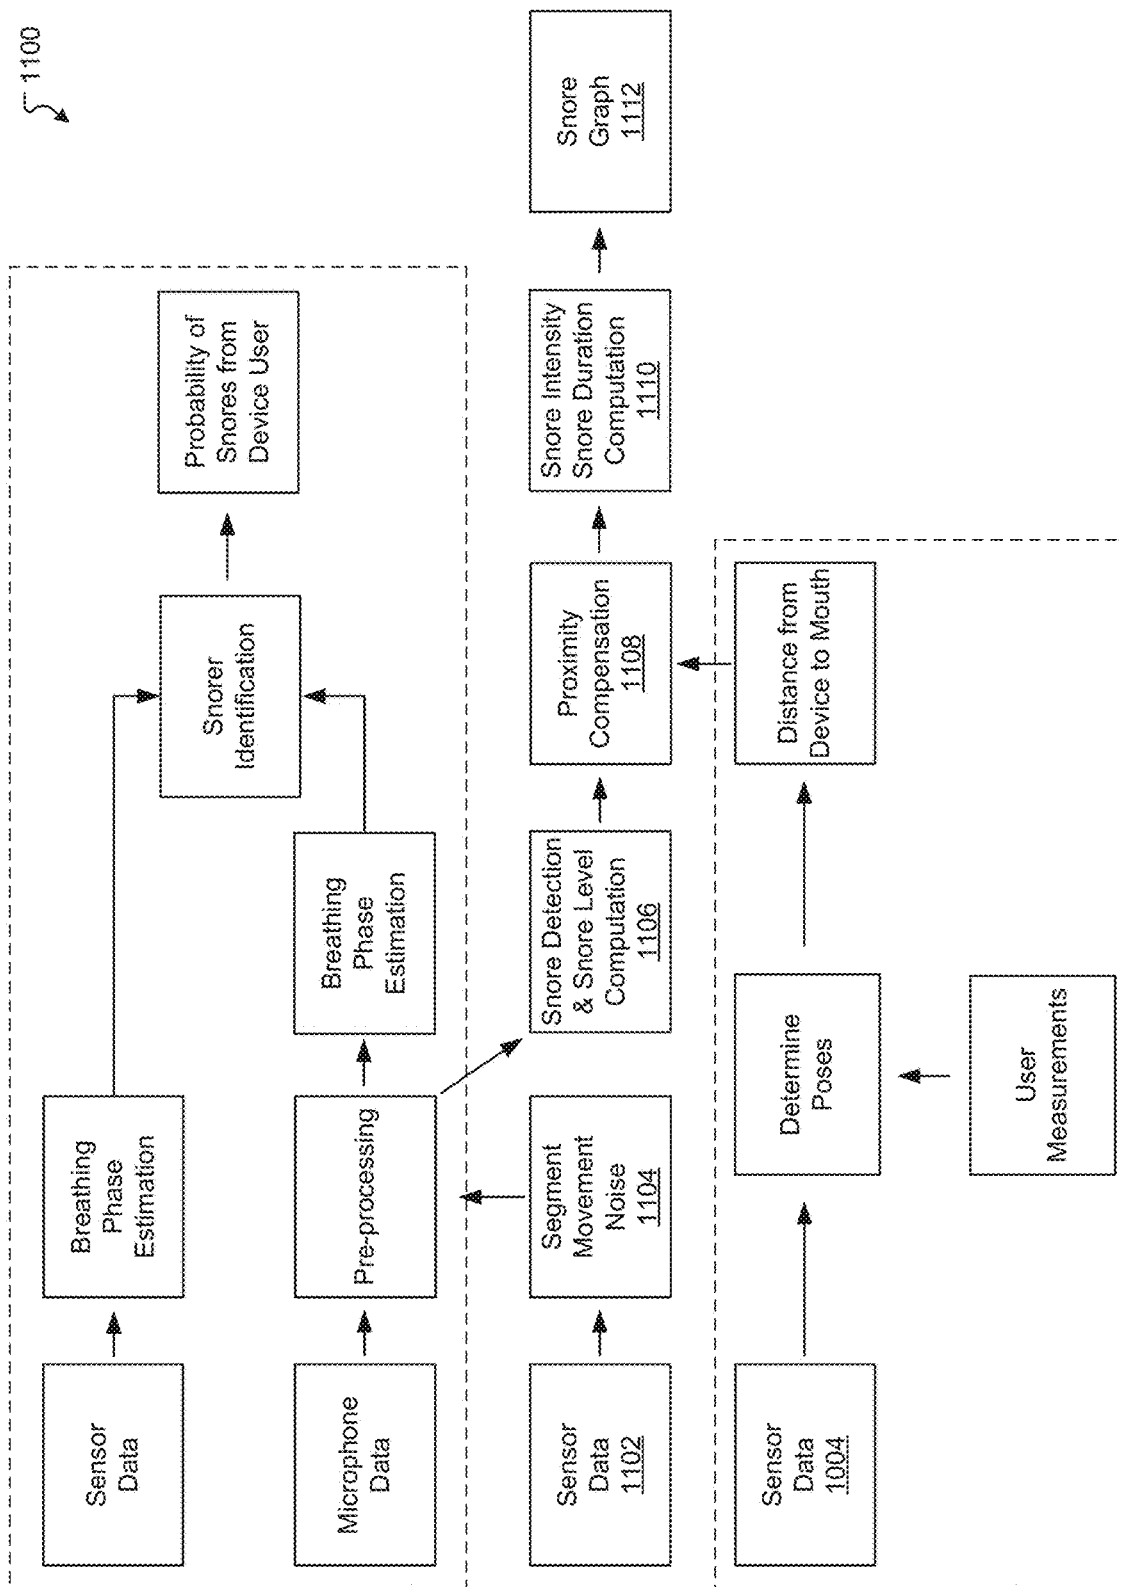 1100
Sensor
Data
Breathing
Phase
Estimation
Snorer
Identification
Probability of
Snores from
Device User
Microphone
Data
Pre-processing
Breathing
Phase
Estimation
Sensor
Data
1102
Segment
Movement
Noise
1104
Snore Detection
& Snore Level
Computation
1106
Proximity
Compensation
1108
Snore Intensity
Snore Duration
Computation
1110
Snore
Graph
1112
Sensor
Data
1004
Determine
Poses
Distance from
Device to Mouth
User
Measurements